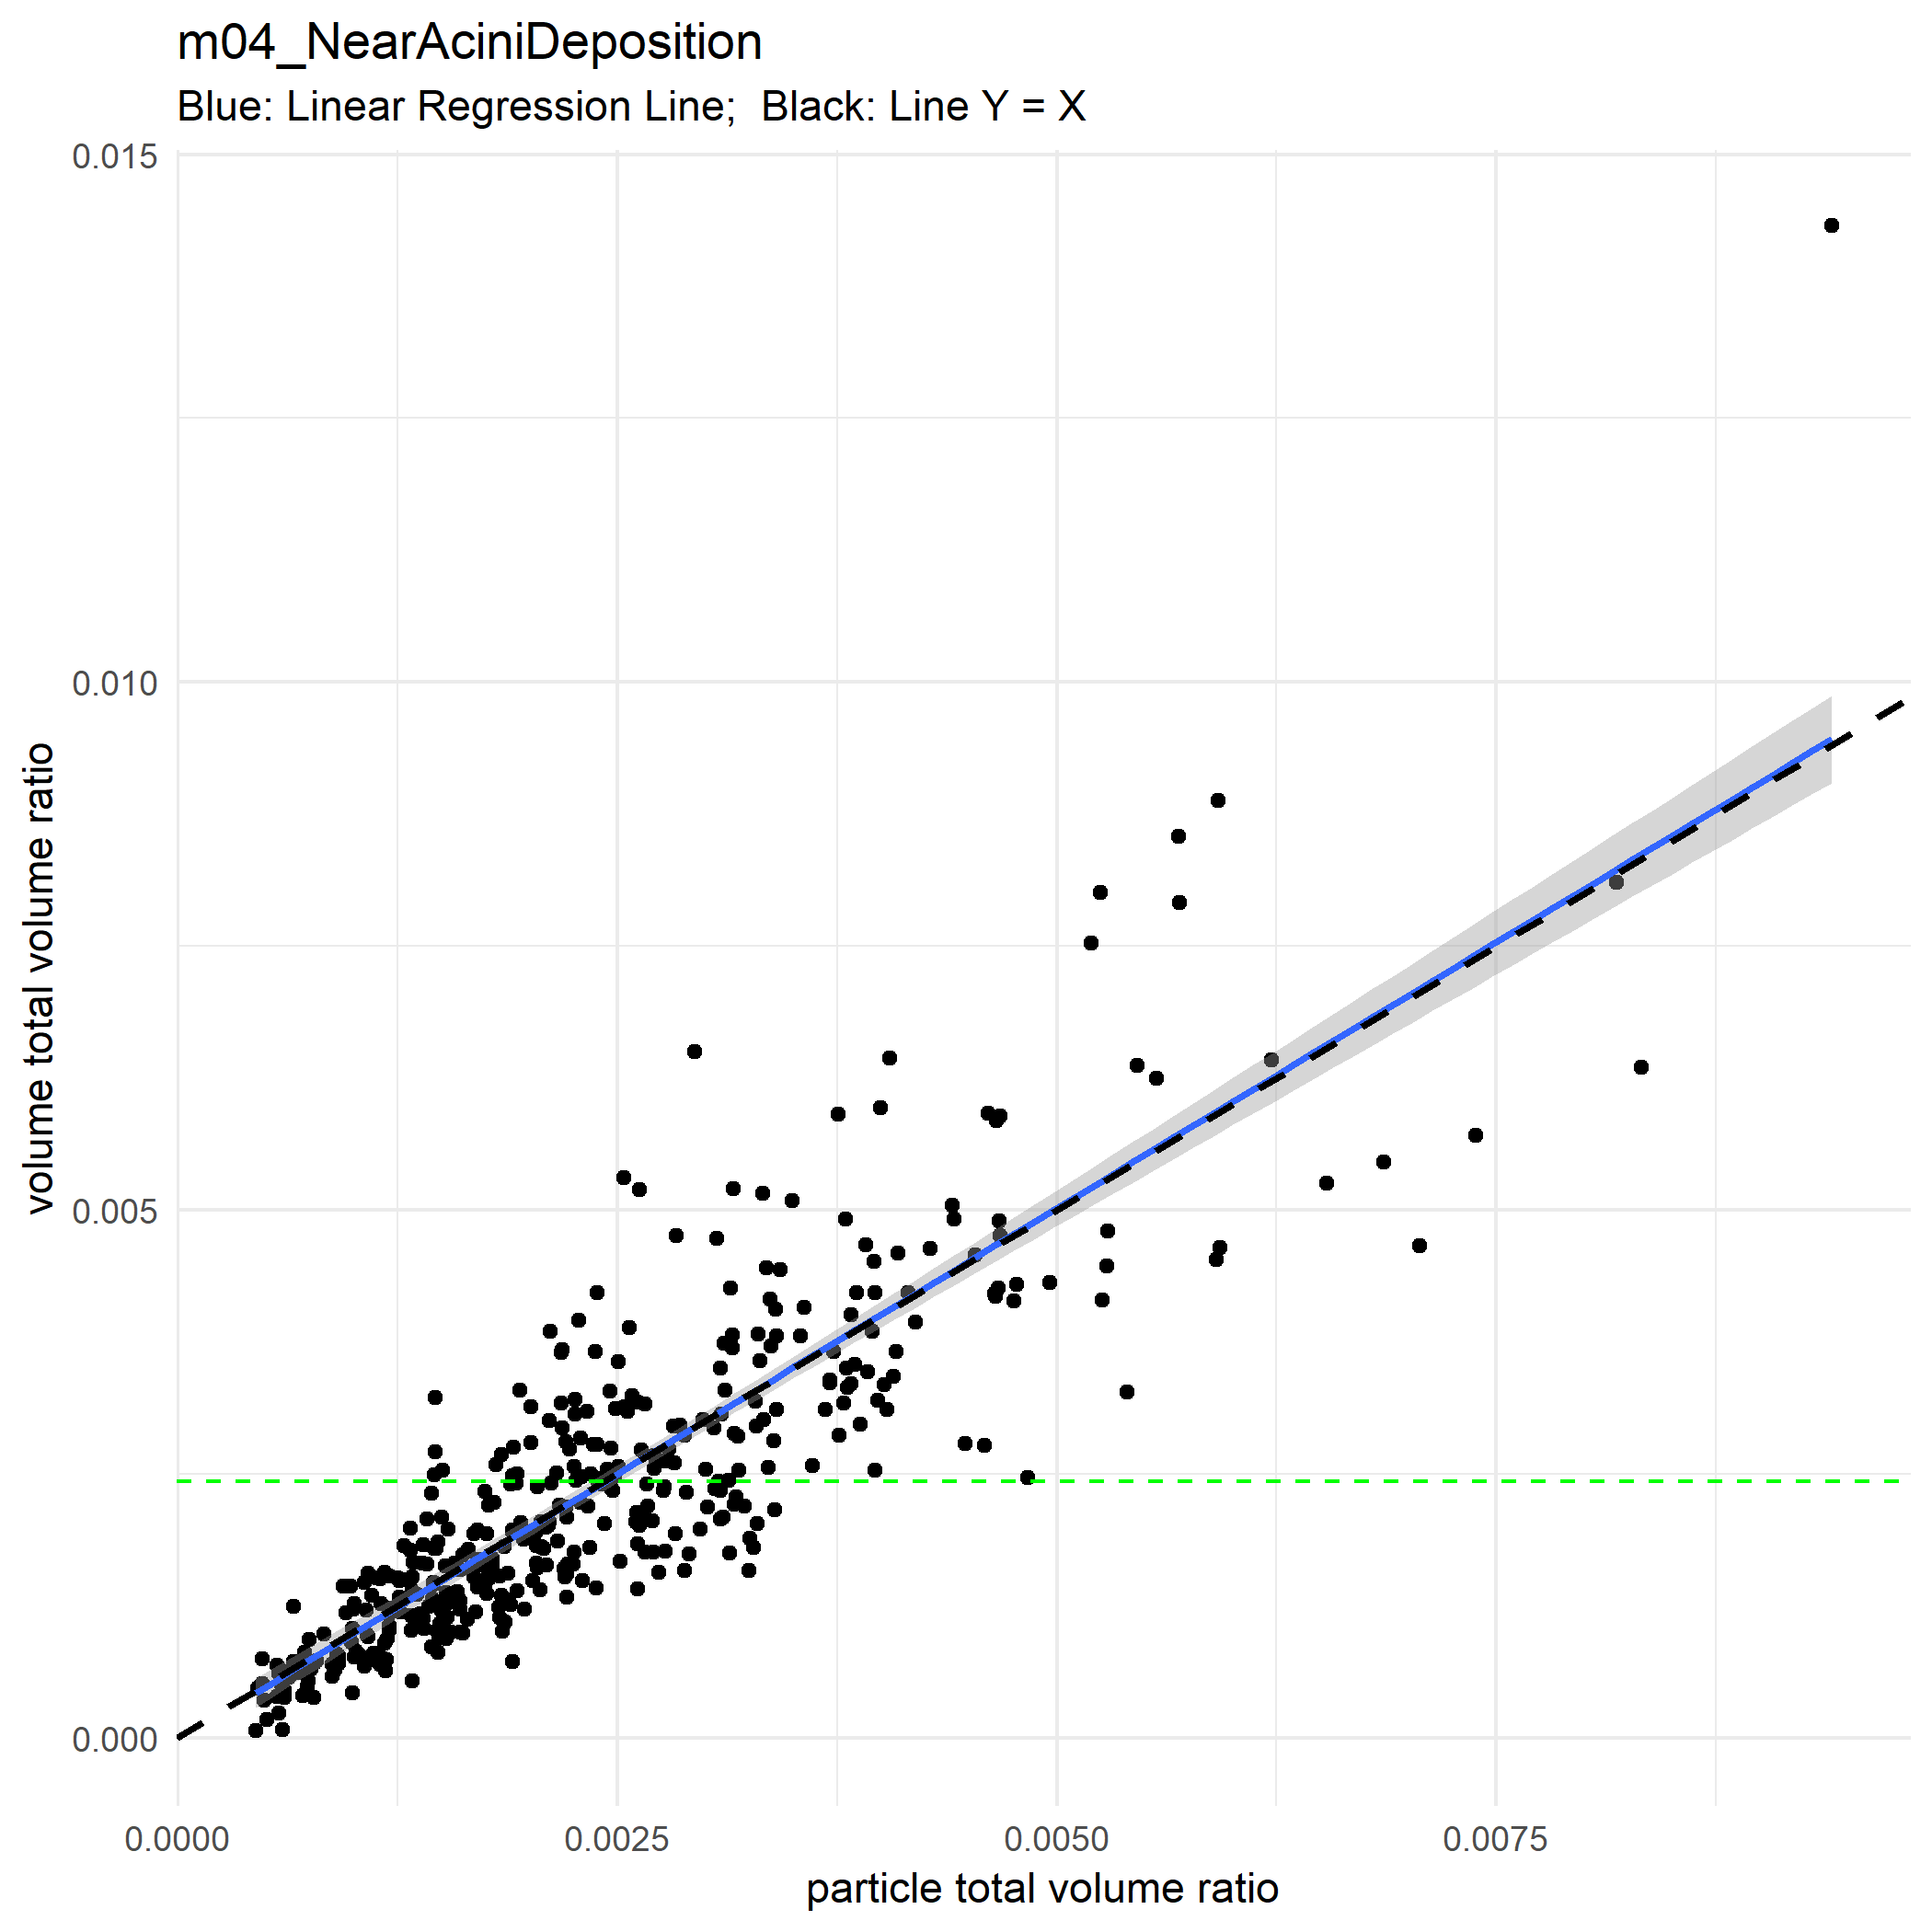 m04_NearAciniDeposition
Blue: Linear Regression Line;  Black: Line Y = X
0.015
0.010
0.005
0.000
volume total volume ratio
0.0000
0.0025
0.0050
0.0075
particle total volume ratio